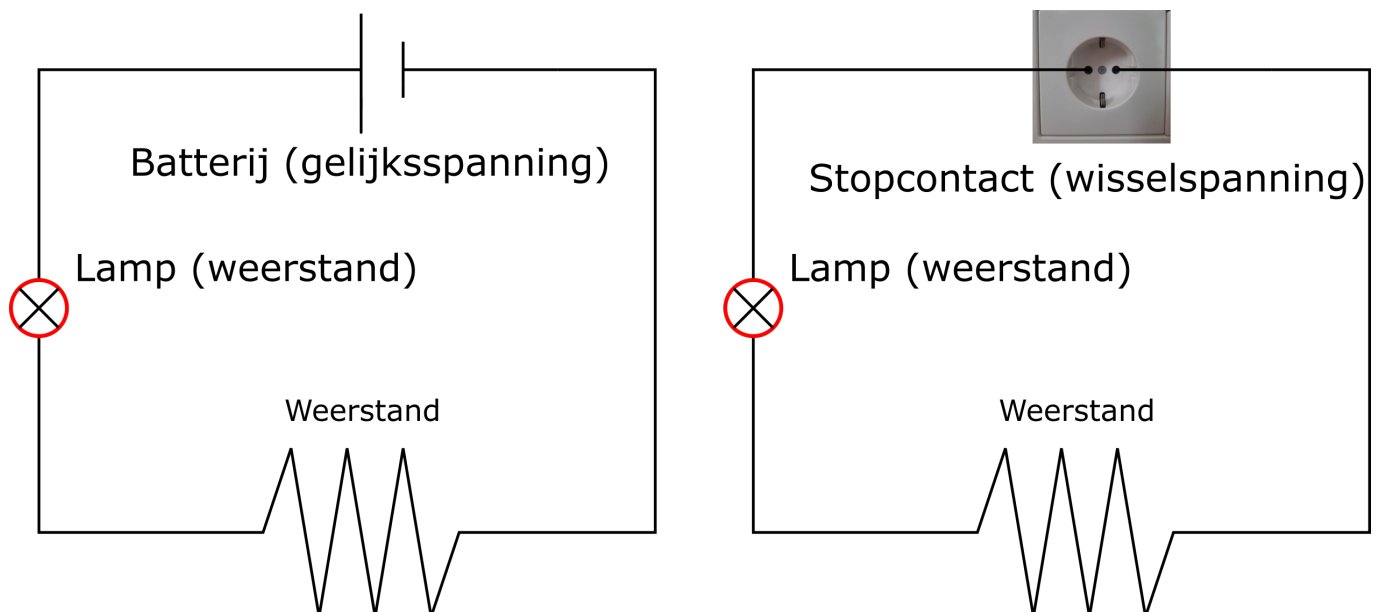 Batterij (gelijksspanning)
Lamp (weerstand)
Weerstand
Stopcontact (wisselspanning)
Lamp (weerstand)
Weerstand